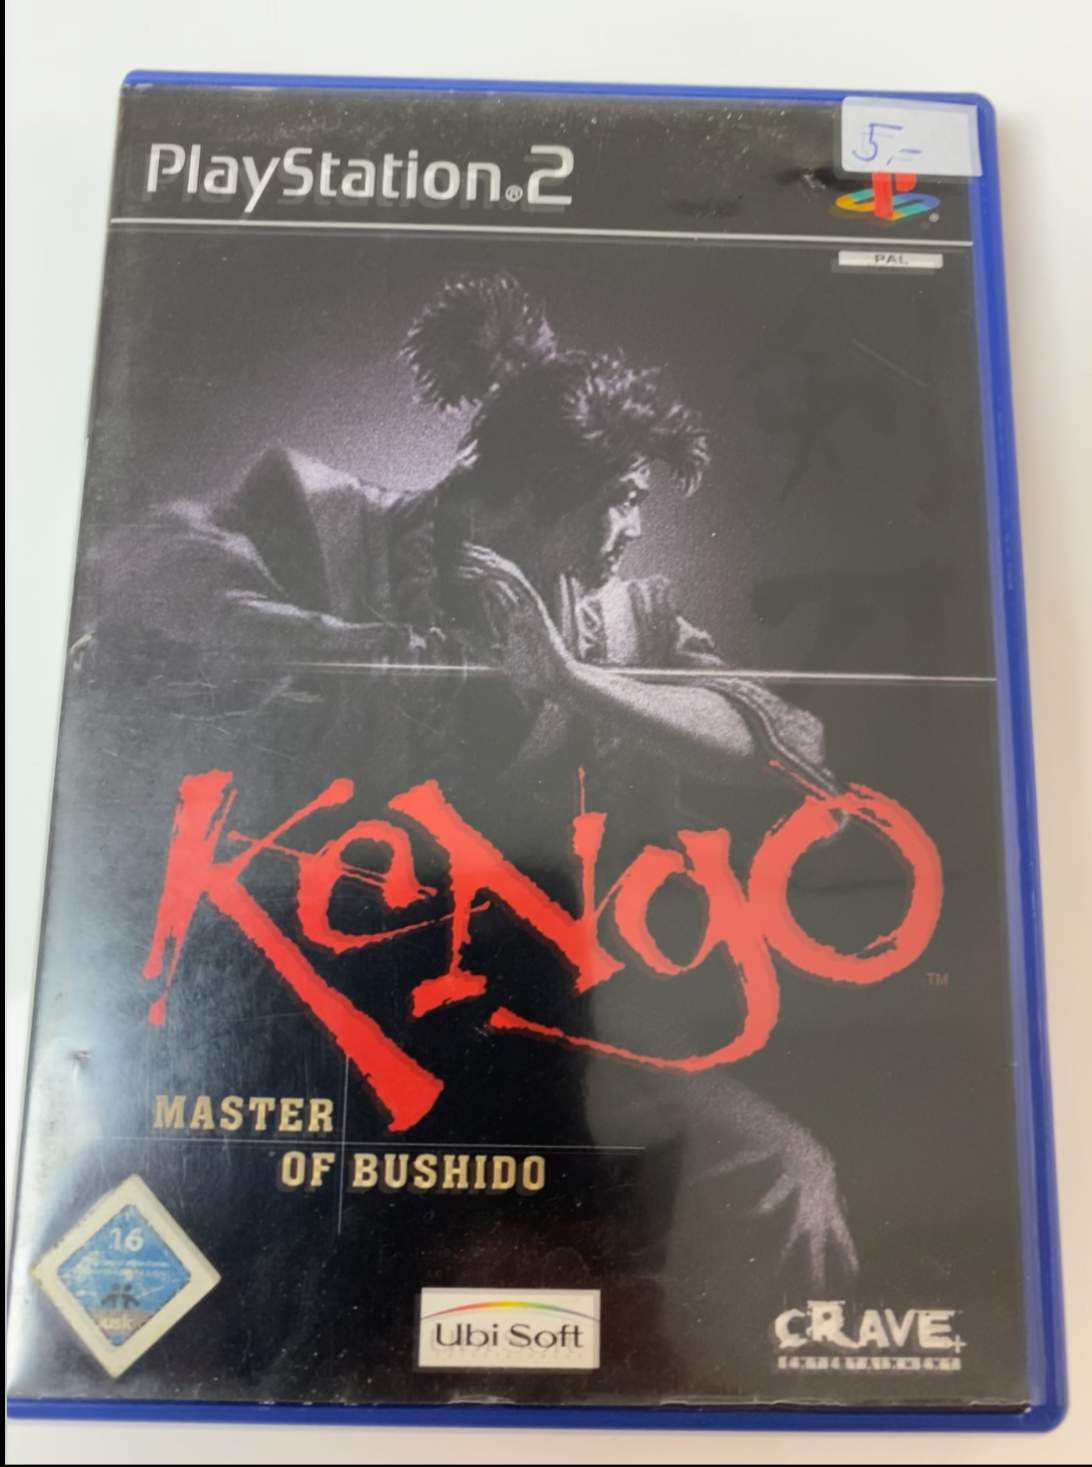 5,-
PlayStation®2
PAL
KeNgO
TM
MASTER
OF BUSHIDO
16
usk
Ubi Soft
CRAVE
ENTERTAINMENT